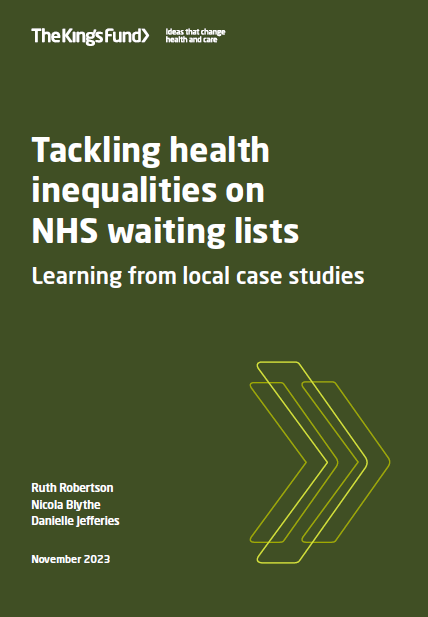 TheKingsFund>
Ideas that change
health and care
Tackling health
inequalities on
NHS waiting lists
Learning from local case studies
Ruth Robertson
Nicola Blythe
Danielle Jefferies
November 2023